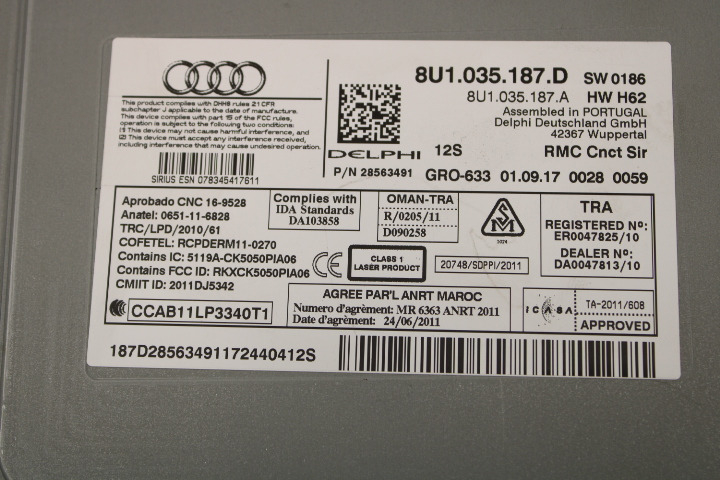 This product complies with DHHS rules 21 CFR
subchapter J applicable to the date of manufacture.
This device complies with part 15 of the FCC rules,
operation is subject to the following two conditions:
(1) This device may not cause harmful interference, and
(2) This device must accept any interference received,
including interference that may cause undesired operation.
SIRIUS ESN 078345417611
8U1.035.187.D SW 0186
8U1.035.187.A HW H62
Assembled in PORTUGAL
Delphi Deutschland GmbH
42367 Wuppertal
DELPHI 12S RMC Cnct Sir
P/N 28563491 GRO-633 01.09.17 0028 0059
Aprobado CNC 16-9528
Anatel: 0651-11-6828
TRC/LPD/2010/61
COFETEL: RCPDERM11-0270
Contains IC: 5119A-CK5050PIA06
Contains FCC ID: RKXCK5050PIA06
CMIIT ID: 2011DJ5342
CCAB11LP3340T1
Complies with
IDA Standards
DA103858
OMAN-TRA
R/0205/11
D090258
TRA
REGISTERED Nº:
ER0047825/10
DEALER Nº:
DA0047813/10
CE
CLASS 1
LASER PRODUCT
20748/SDPPI/2011
AGREE PAR'L ANRT MAROC
Numero d'agrèment: MR 6363 ANRT 2011
Date d'agrèment: 24/06/2011
ICASA
TA-2011/608
APPROVED
187D28563491172440412S